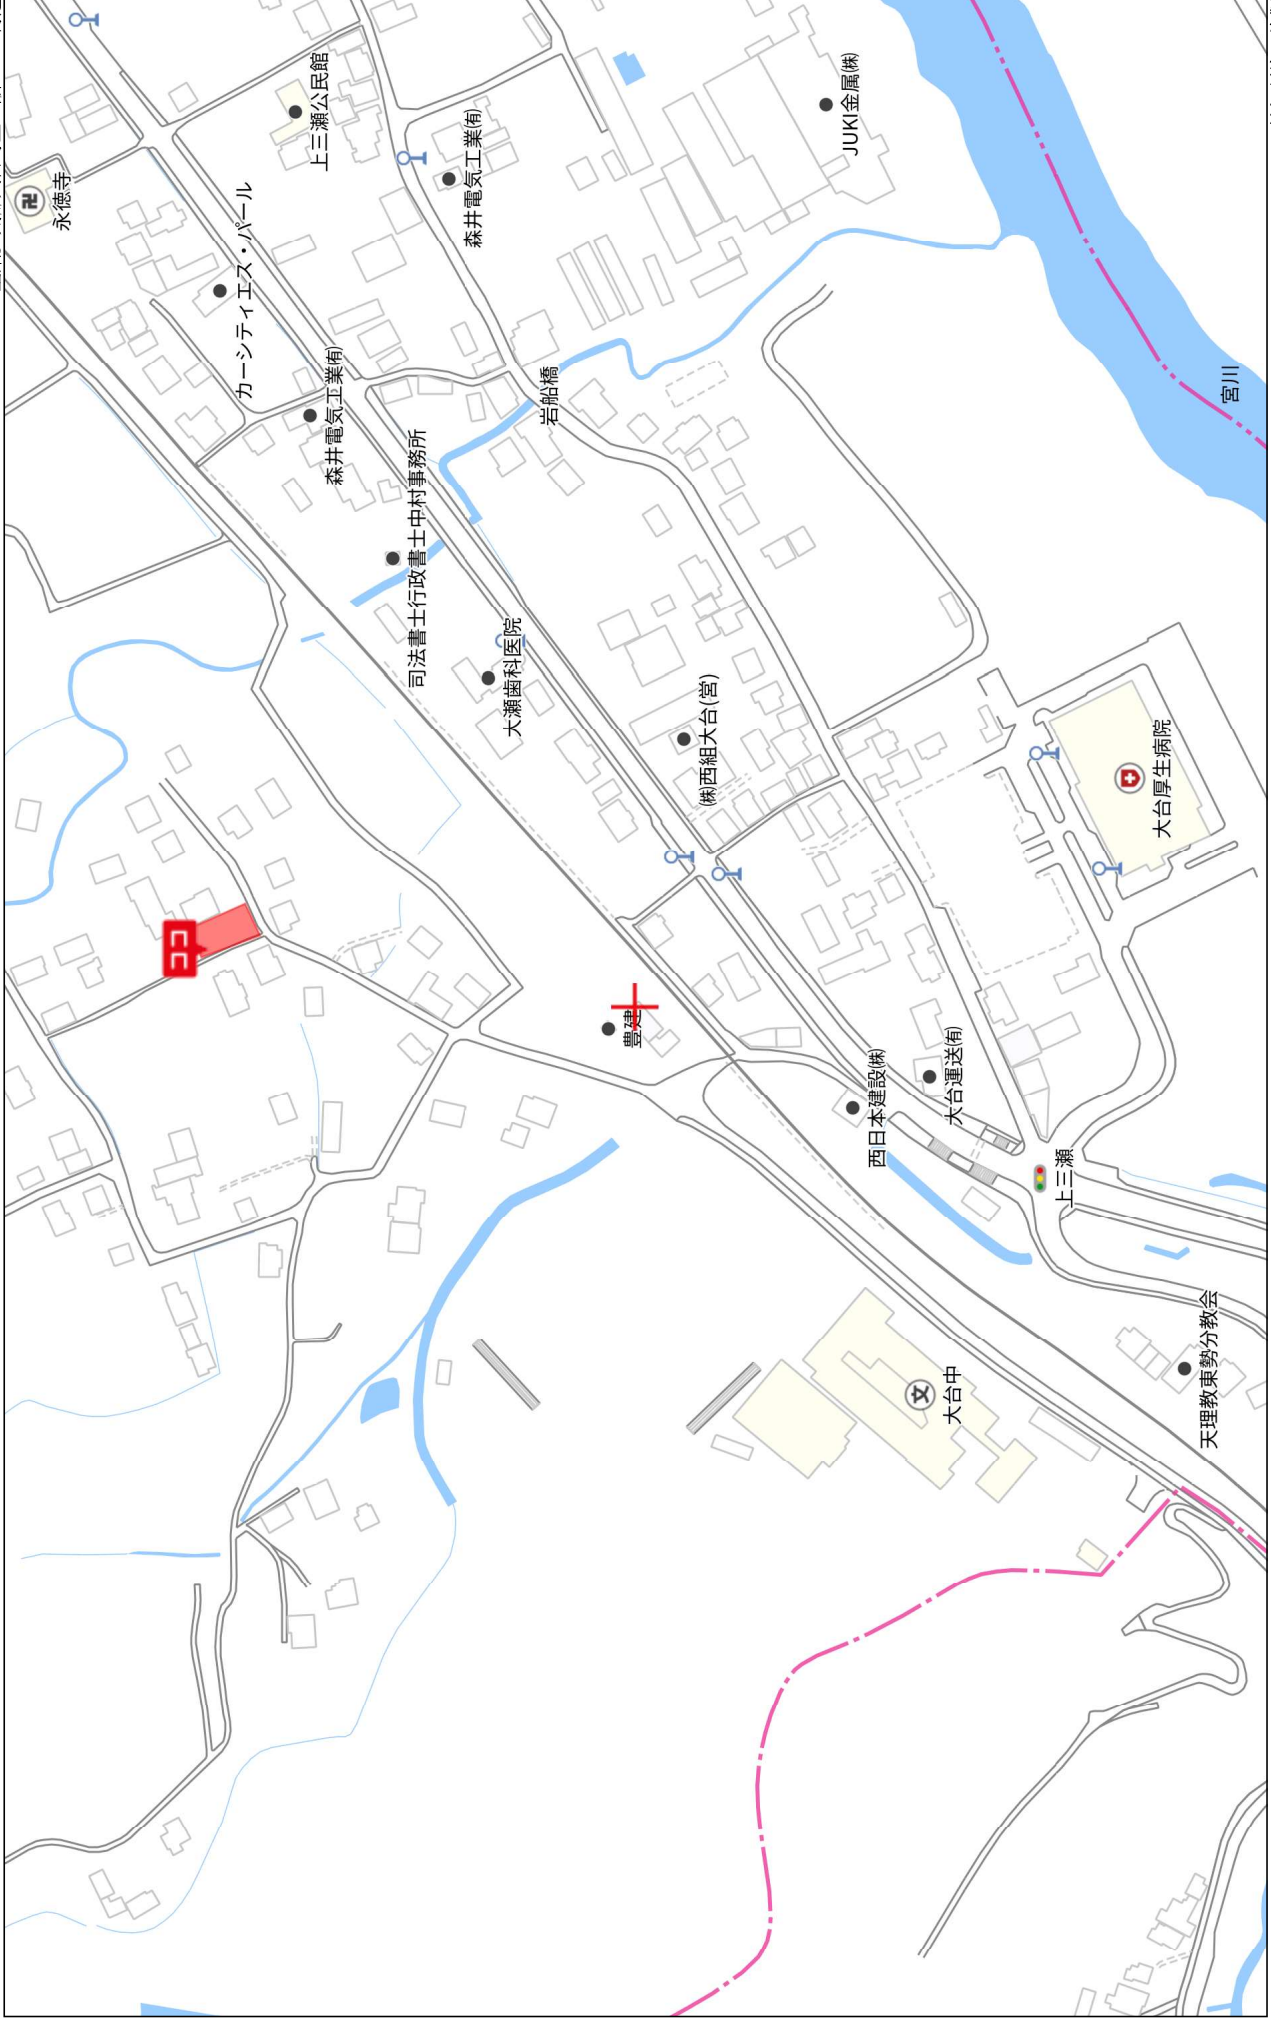 永徳寺
上三瀬公民館
JUKI金属㈱
カーシティエス・パール
森井電気工業㈲
森井電気工業㈲
岩船橋
宮川
司法書士行政書士中村事務所
大瀬歯科医院
㈱西組大台(営)
大台厚生病院
ココ
豊建
西日本建設㈱
大台運送㈲
上三瀬
大台中
天理教東勢分教会